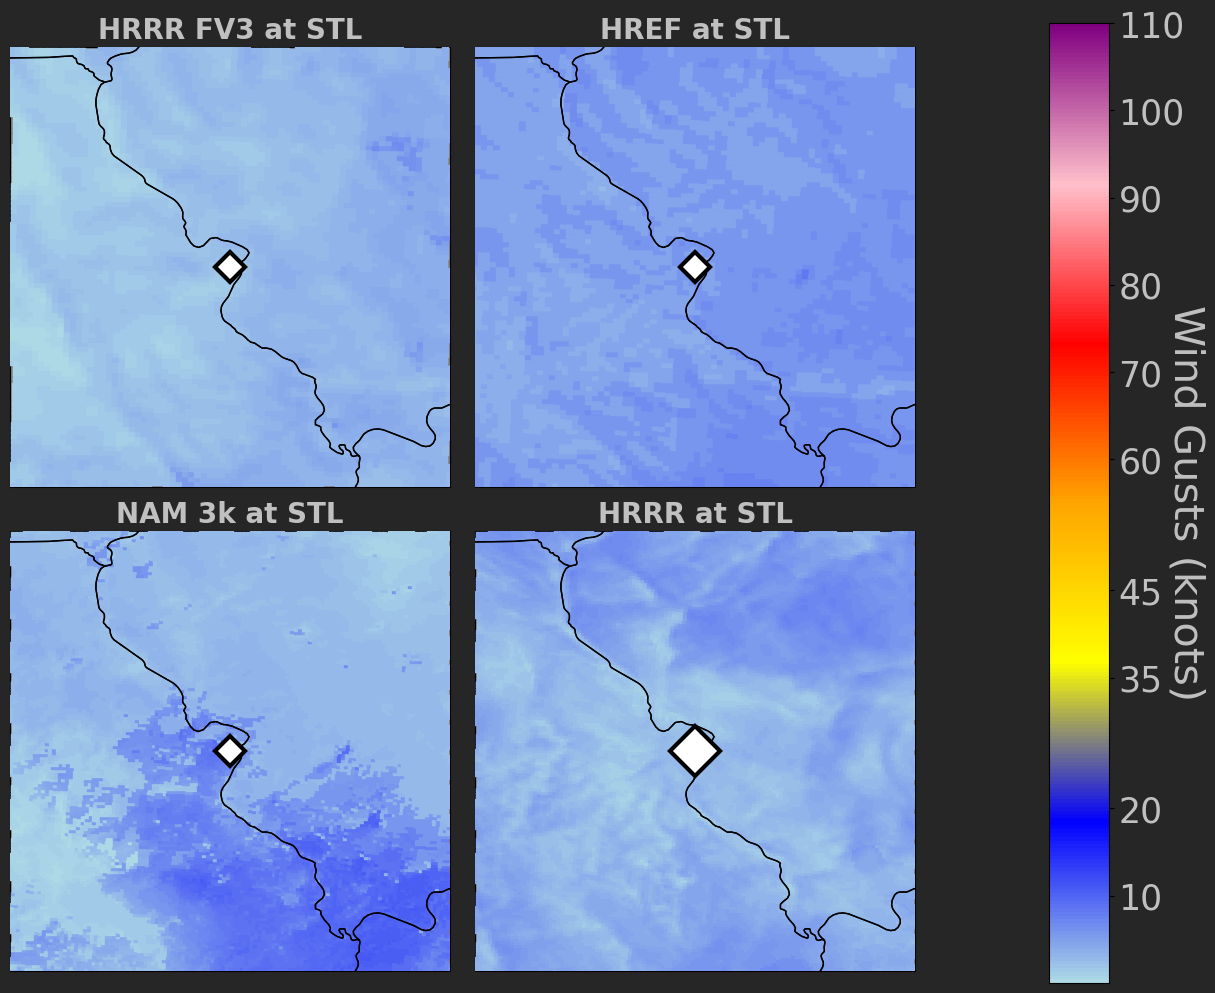 HRRR FV3 at STL
HREF at STL
NAM 3k at STL
HRRR at STL
110
100
90
80
70
60
45
35
20
10
Wind Gusts (knots)